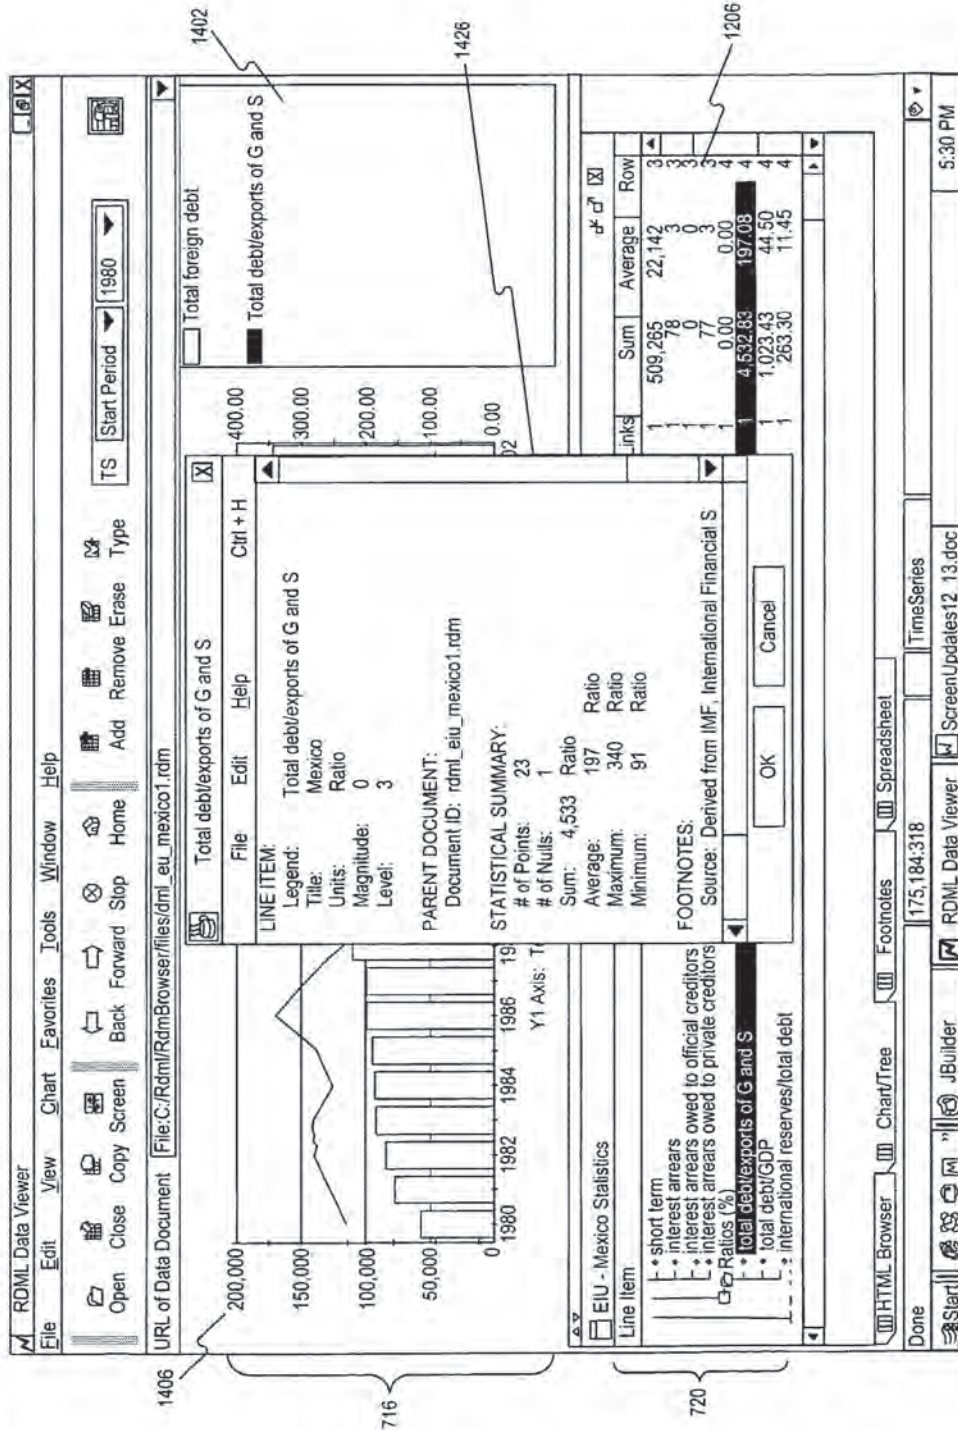 RDML Data Viewer
File Edit View Chart Favorites Tools Window Help
Open Close Copy Screen Back Forward Stop Home Add Remove Erase Type TS Start Period 1980
URL of Data Document File:C:/Rdml/RdmBrowser/files/dml_eu_mexico1.rdm
1402
1406
716
200,000
150,000
100,000
50,000
0
1980 1982 1984 1986 19
Y1 Axis: T
400.00
300.00
200.00
100.00
0.00
02
Total foreign debt
Total debt/exports of G and S
1426
Total debt/exports of G and S
File Edit Help Ctrl + H
LINE ITEM:
Legend: Total debt/exports of G and S
Title: Mexico
Units: Ratio
Magnitude: 0
Level: 3
PARENT DOCUMENT:
Document ID: rdml_eiu_mexico1.rdm
STATISTICAL SUMMARY:
# of Points: 23
# of Nulls: 1
Sum: 4,533 Ratio
Average: 197 Ratio
Maximum: 340 Ratio
Minimum: 91 Ratio
FOOTNOTES:
Source: Derived from IMF, International Financial S
OK Cancel
720
EIU - Mexico Statistics
Line Item inks Sum Average Row
short term 1 509,265 22,142 3
interest arrears 1 78 3 3
interest arrears owed to official creditors 1 0 0 3
interest arrears owed to private creditors 1 77 3 3
Ratios (%) 1 0.00 0.00 4
total debt/exports of G and S 1 4,532.83 197.08 4
total debt/GDP 1 1,023.43 44.50 4
international reserves/total debt 1 263.30 11.45 4
1206
HTML Browser Chart/Tree Footnotes Spreadsheet
Done 175,184:318 TimeSeries
Start JBuilder RDML Data Viewer ScreenUpdates12_13.doc 5:30 PM